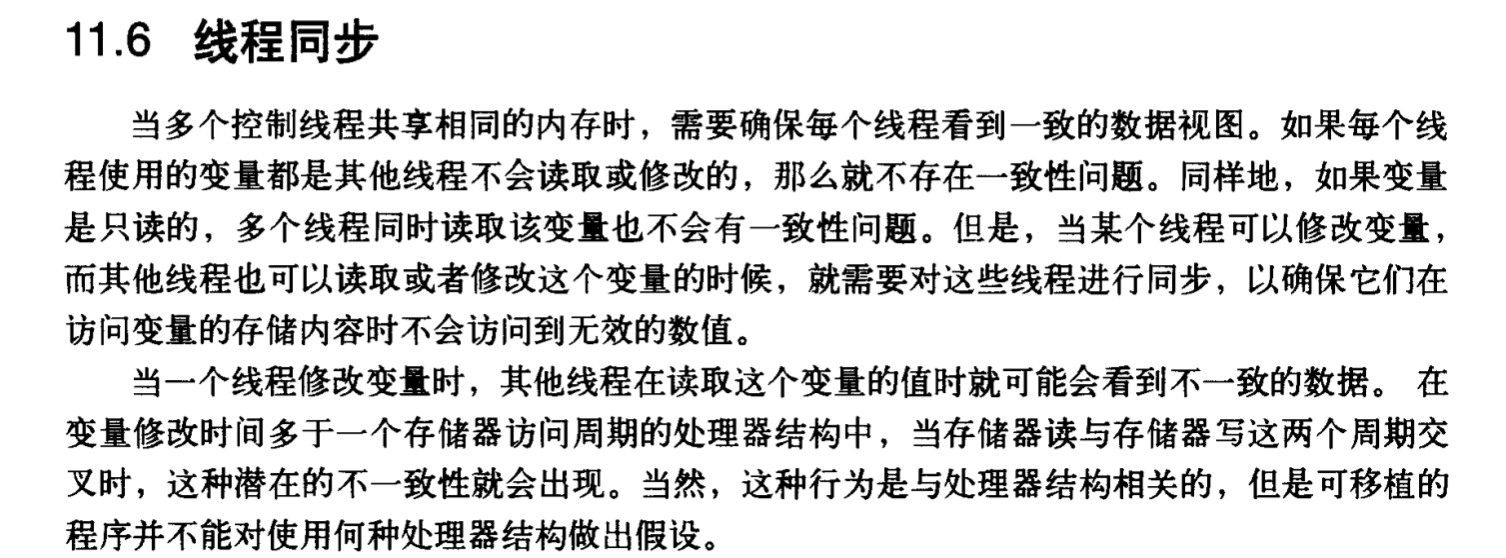 11.6 线程同步
当多个控制线程共享相同的内存时，需要确保每个线程看到一致的数据视图。如果每个线
程使用的变量都是其他线程不会读取或修改的，那么就不存在一致性问题。同样地，如果变量
是只读的，多个线程同时读取该变量也不会有一致性问题。但是，当某个线程可以修改变量，
而其他线程也可以读取或者修改这个变量的时候，就需要对这些线程进行同步，以确保它们在
访问变量的存储内容时不会访问到无效的数值。
当一个线程修改变量时，其他线程在读取这个变量的值时就可能会看到不一致的数据。 在
变量修改时间多于一个存储器访问周期的处理器结构中，当存储器读与存储器写这两个周期交
叉时，这种潜在的不一致性就会出现。当然，这种行为是与处理器结构相关的，但是可移植的
程序并不能对使用何种处理器结构做出假设。